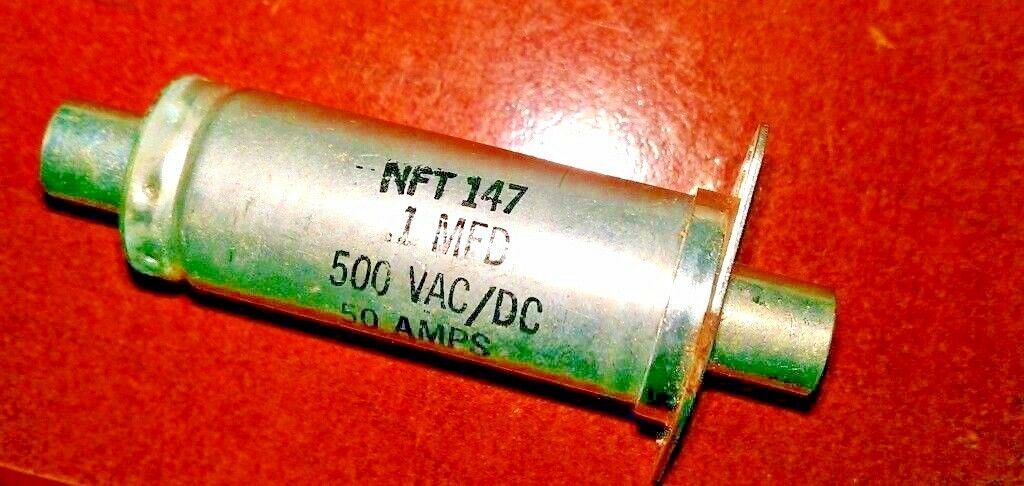 NFT 147
.1 MFD
500 VAC/DC
50 AMPS